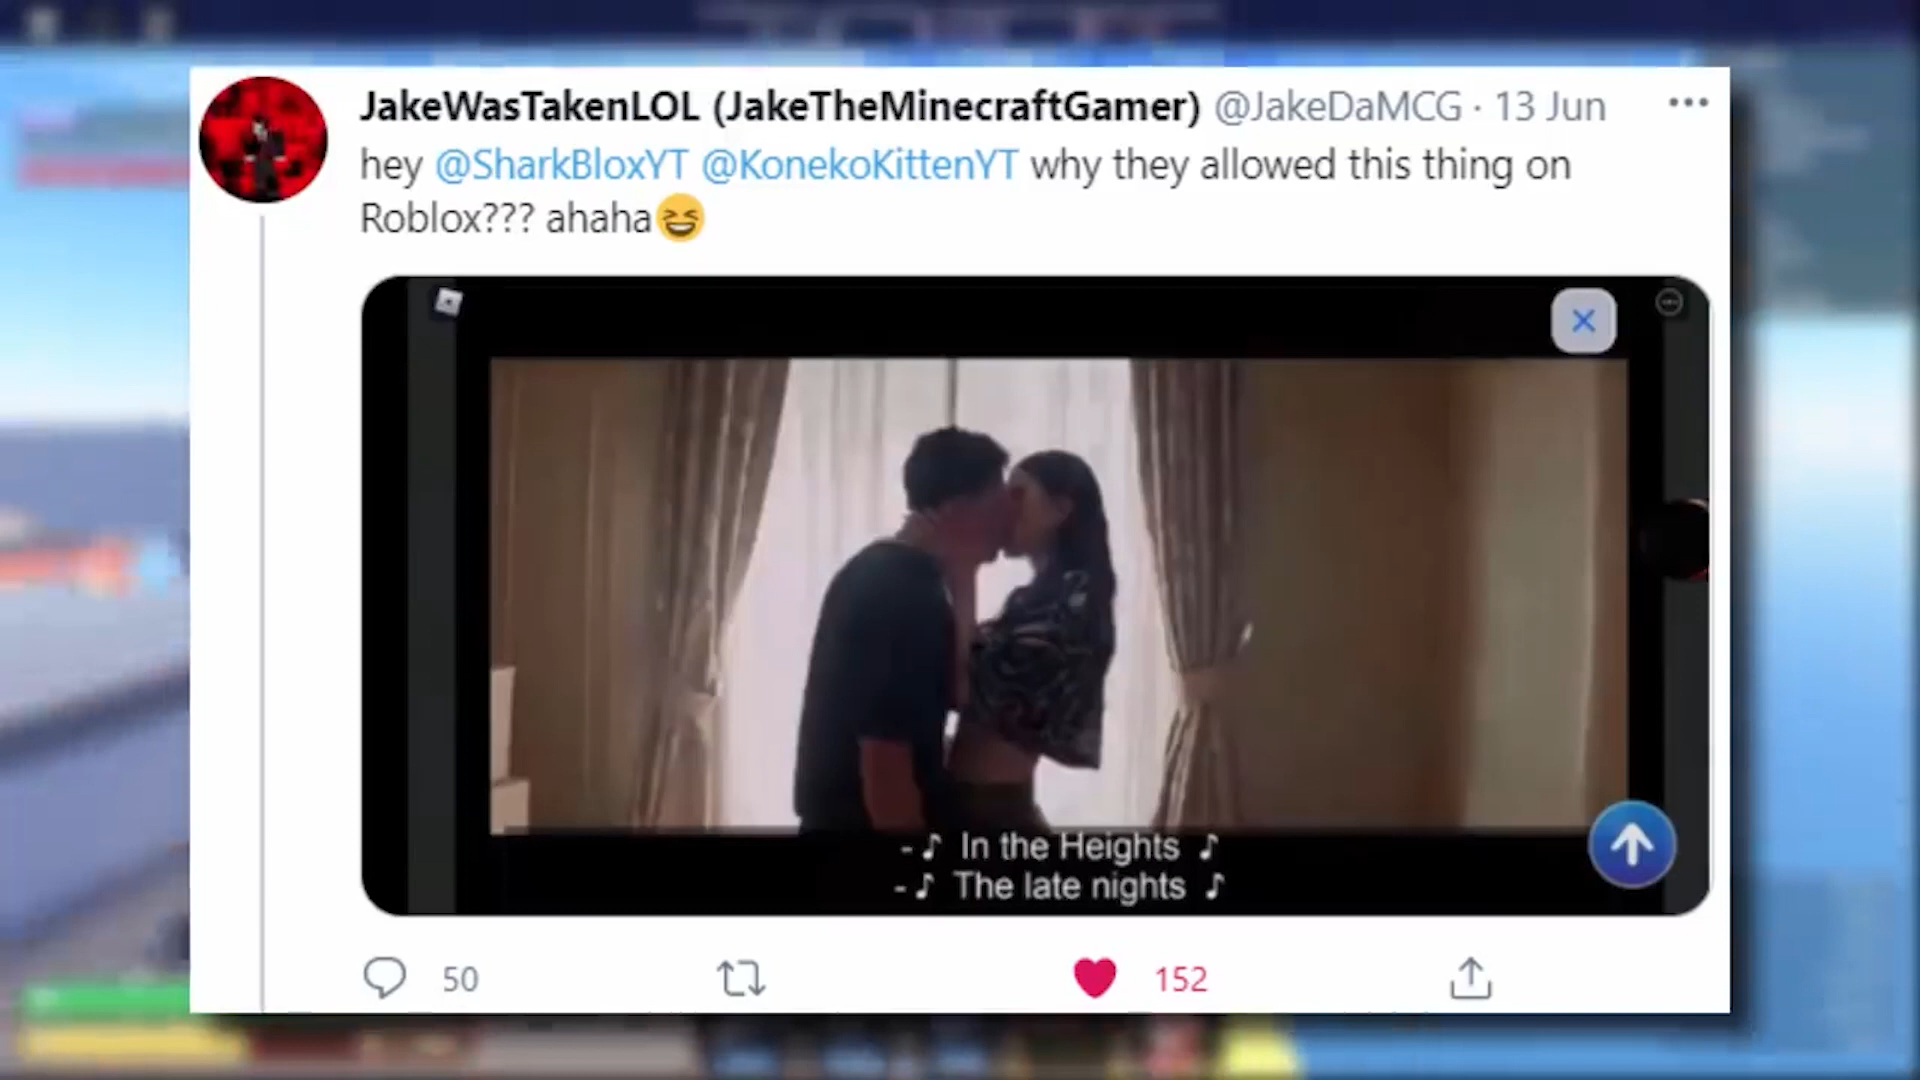 JakeWasTakenLOL (JakeTheMinecraftGamer) @JakeDaMCG · 13 Jun
hey @SharkBloxYT @KonekoKittenYT why they allowed this thing on
Roblox??? ahaha😆
-♪ In the Heights ♪
-♪ The late nights ♪
50
152